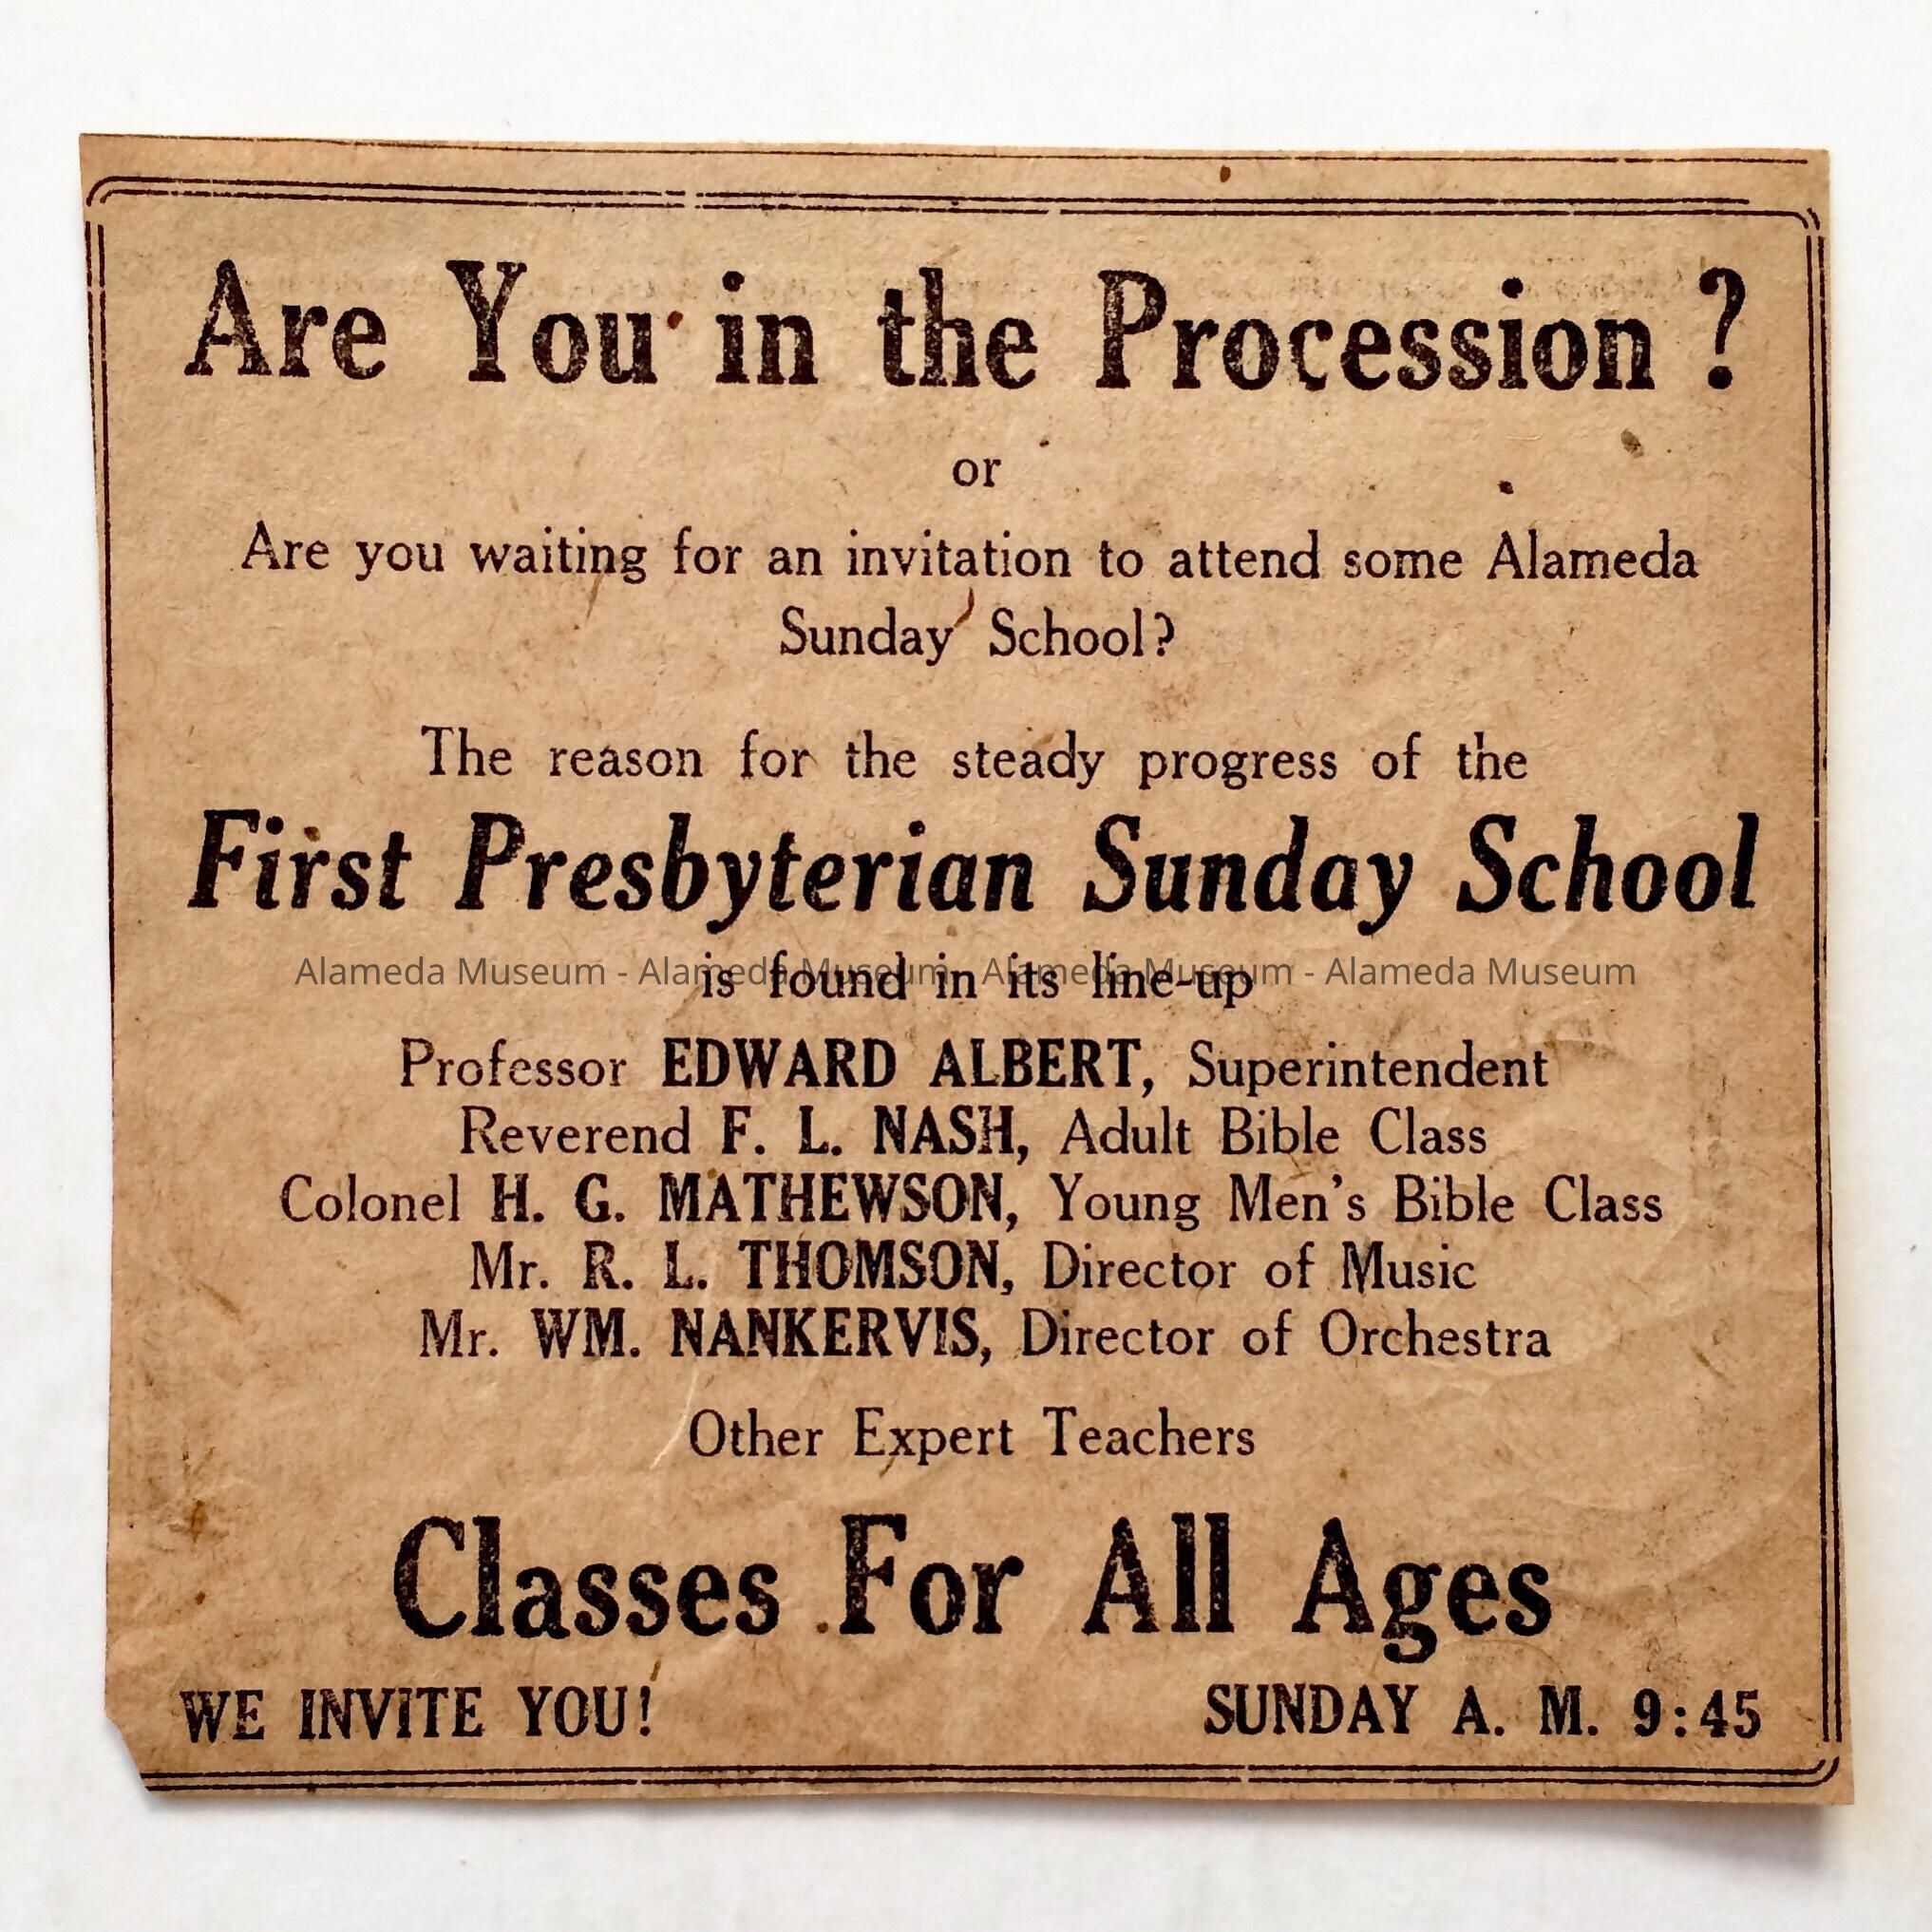 Are You in the Procession ?
or
Are you waiting for an invitation to attend some Alameda
Sunday School?
The reason for the steady progress of the
First Presbyterian Sunday School
Alameda Museum - Alameda Museum - Alameda Museum - Alameda Museum
is found in its line-up
Professor EDWARD ALBERT, Superintendent
Reverend F. L. NASH, Adult Bible Class
Colonel H. G. MATHEWSON, Young Men's Bible Class
Mr. R. L. THOMSON, Director of Music
Mr. WM. NANKERVIS, Director of Orchestra
Other Expert Teachers
Classes For All Ages
WE INVITE YOU! SUNDAY A. M. 9:45